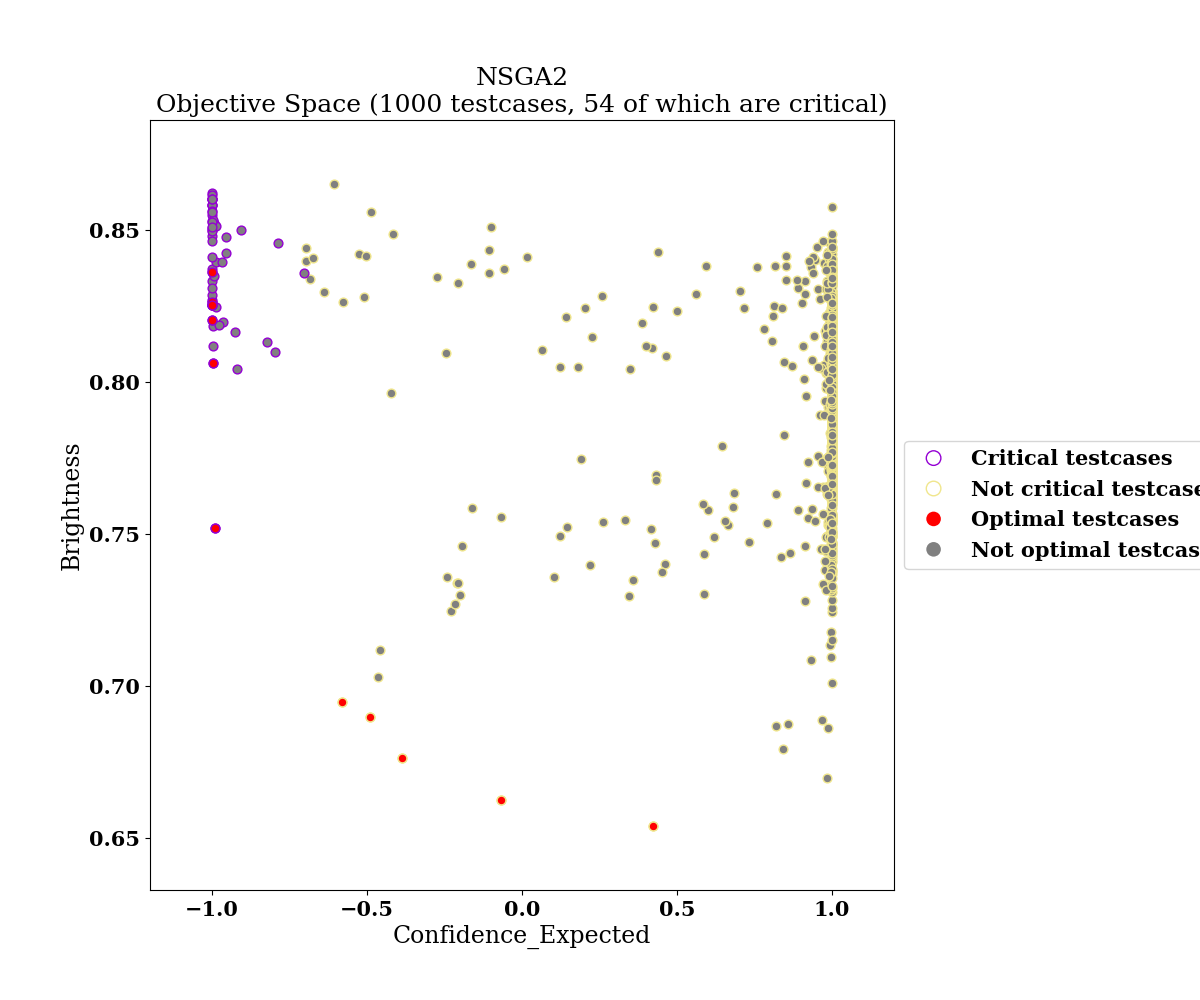 NSGA2
Objective Space (1000 testcases, 54 of which are critical)
0.85
0.80
0.75
0.70
0.65
Brightness
−1.0
−0.5
0.0
0.5
1.0
Confidence_Expected
Critical testcases
Not critical testcase
Optimal testcases
Not optimal testcas